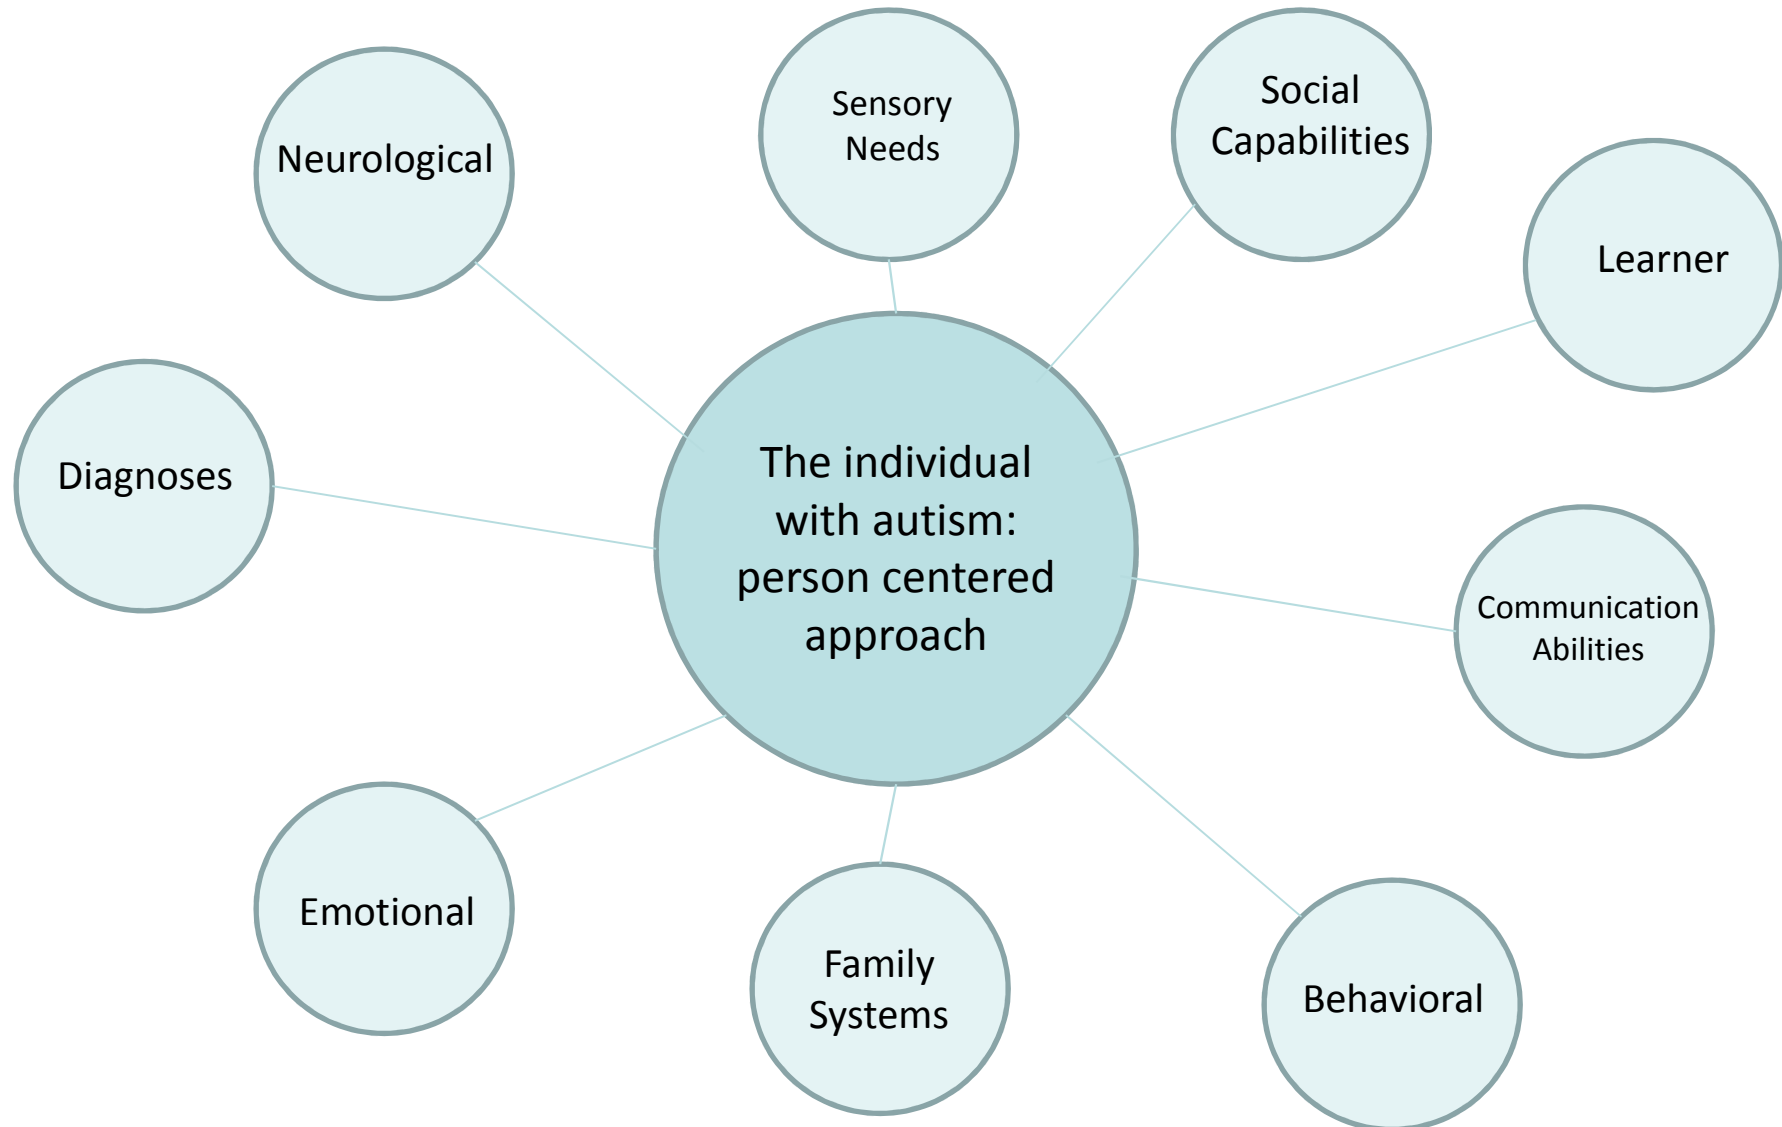 Neurological
Sensory
Needs
Social
Capabilities
Learner
Diagnoses
The individual
with autism:
person centered
approach
Communication
Abilities
Emotional
Family
Systems
Behavioral